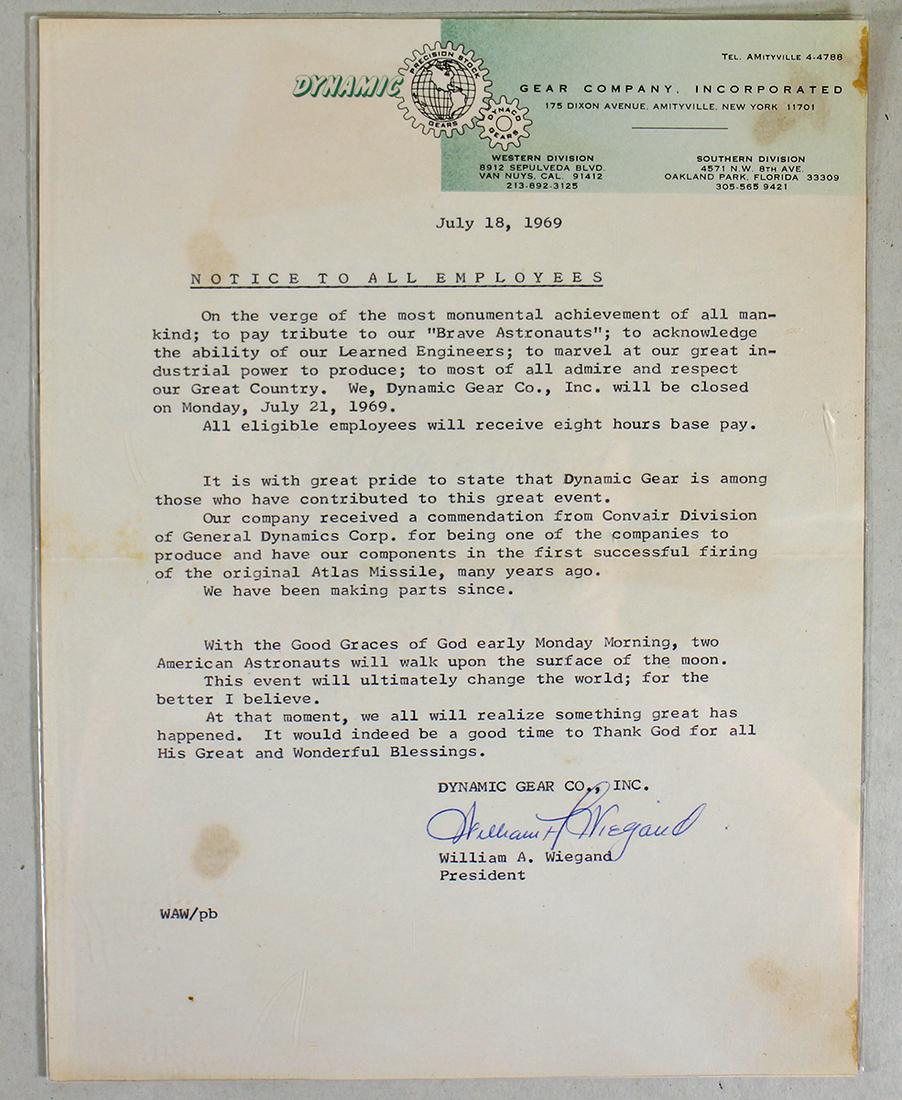 TEL. AMITYVILLE 4-4788
DYNAMIC
PRECISION STOCK
GEARS
DYNACO
GEARS
GEAR COMPANY, INCORPORATED
175 DIXON AVENUE, AMITYVILLE, NEW YORK 11701
WESTERN DIVISION
8912 SEPULVEDA BLVD.
VAN NUYS, CAL. 91412
213-892-3125
SOUTHERN DIVISION
4571 N.W. 8TH AVE.
OAKLAND PARK, FLORIDA 33309
305-565 9421
July 18, 1969
NOTICE TO ALL EMPLOYEES
On the verge of the most monumental achievement of all man-
kind; to pay tribute to our "Brave Astronauts"; to acknowledge
the ability of our Learned Engineers; to marvel at our great in-
dustrial power to produce; to most of all admire and respect
our Great Country. We, Dynamic Gear Co., Inc. will be closed
on Monday, July 21, 1969.
All eligible employees will receive eight hours base pay.
It is with great pride to state that Dynamic Gear is among
those who have contributed to this great event.
Our company received a commendation from Convair Division
of General Dynamics Corp. for being one of the companies to
produce and have our components in the first successful firing
of the original Atlas Missile, many years ago.
We have been making parts since.
With the Good Graces of God early Monday Morning, two
American Astronauts will walk upon the surface of the moon.
This event will ultimately change the world; for the
better I believe.
At that moment, we all will realize something great has
happened. It would indeed be a good time to Thank God for all
His Great and Wonderful Blessings.
DYNAMIC GEAR CO., INC.
William A Wiegand
William A. Wiegand
President
WAW/pb